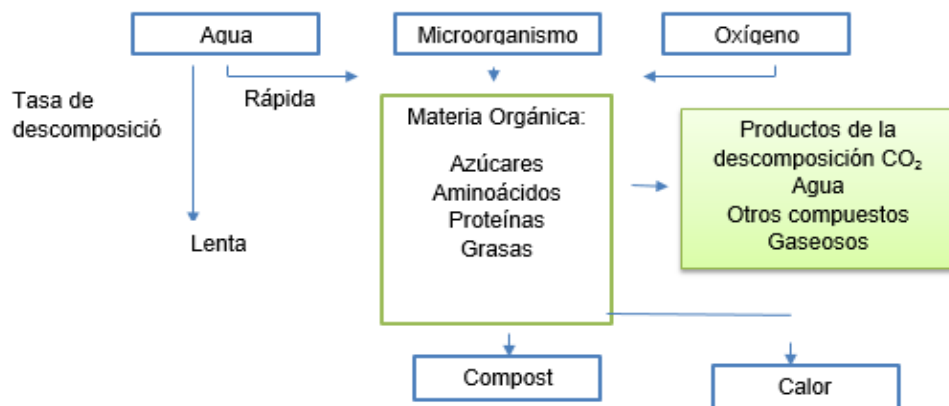 Agua
Microorganismo
Oxígeno
Tasa de
descomposició
Rápida
Lenta
Materia Orgánica:
Azúcares
Aminoácidos
Proteínas
Grasas
Productos de la
descomposición CO₂
Agua
Otros compuestos
Gaseosos
Compost
Calor